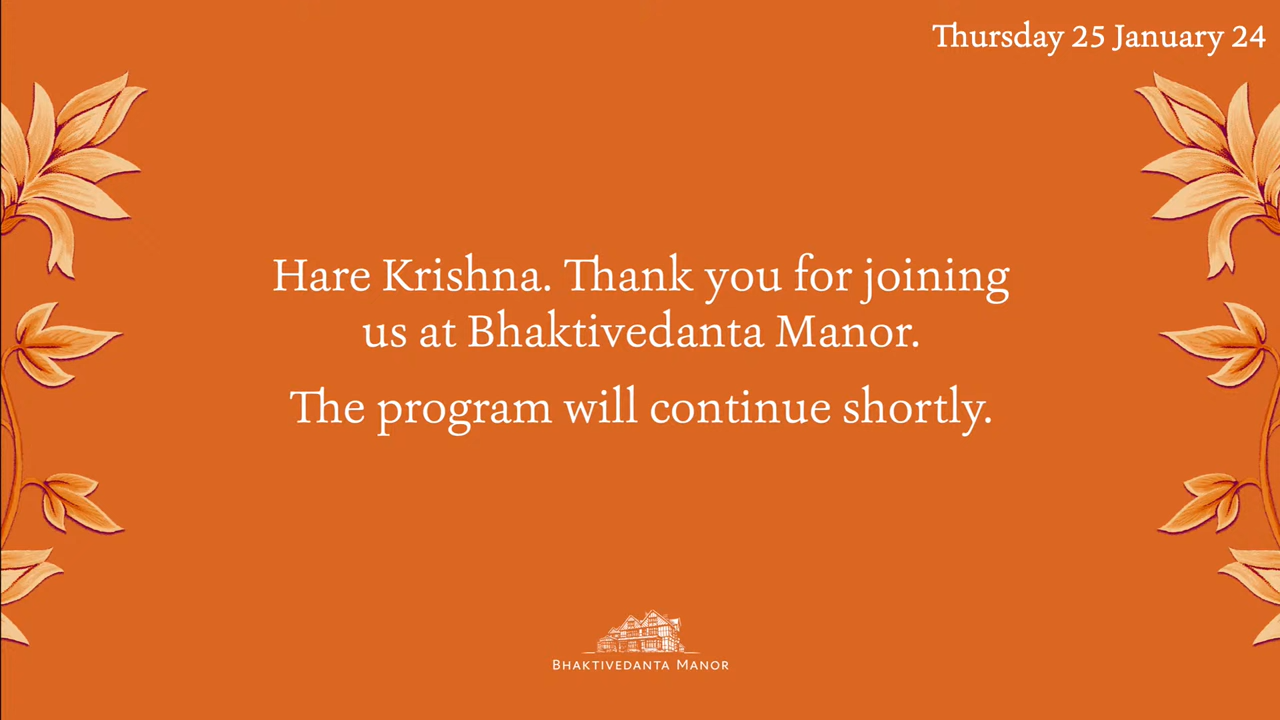 Thursday 25 January 24
Hare Krishna. Thank you for joining
us at Bhaktivedanta Manor.
The program will continue shortly.
BHAKTIVEDANTA MANOR